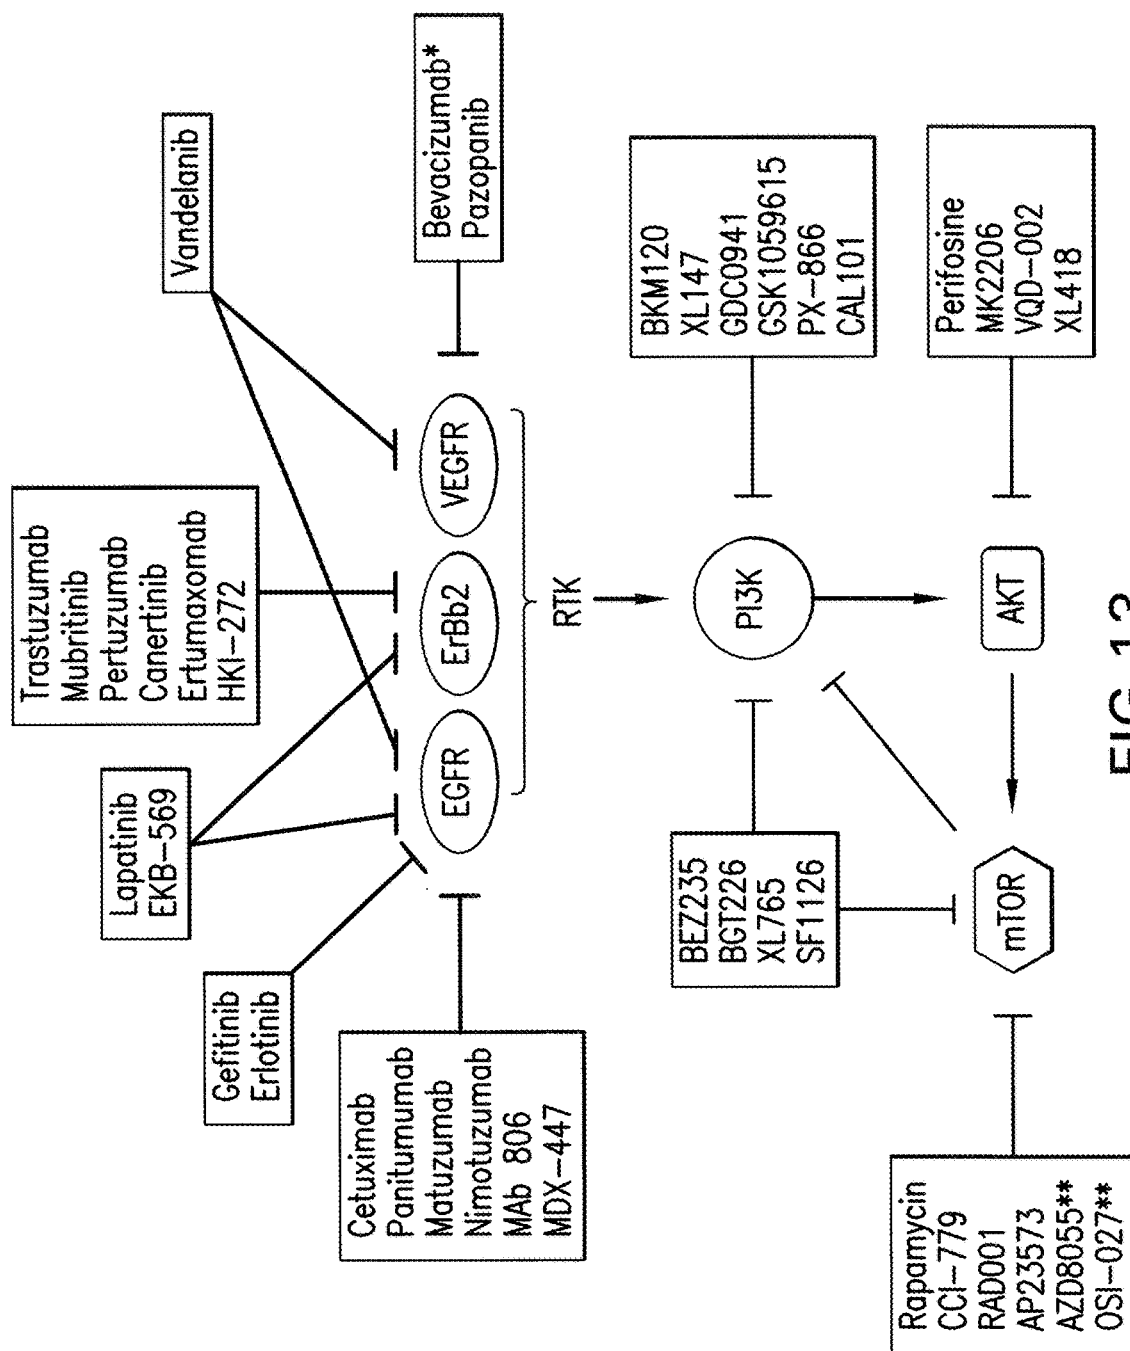 Vandelanib
Trastuzumab
Mubritinib
Pertuzumab
Canertinib
Ertumaxomab
HKI-272
Lapatinib
EKB-569
Gefitinib
Erlotinib
Cetuximab
Panitumumab
Matuzumab
Nimotuzumab
MAb 806
MDX-447
EGFR
ErBb2
VEGFR
Bevacizumab*
Pazopanib
RTK
BEZ235
BGT226
XL765
SF1126
PI3K
BKM120
XL147
GDC0941
GSK1059615
PX-866
CAL101
Rapamycin
CCI-779
RAD001
AP23573
AZD8055**
OSI-027**
mTOR
AKT
Perifosine
MK2206
VQD-002
XL418